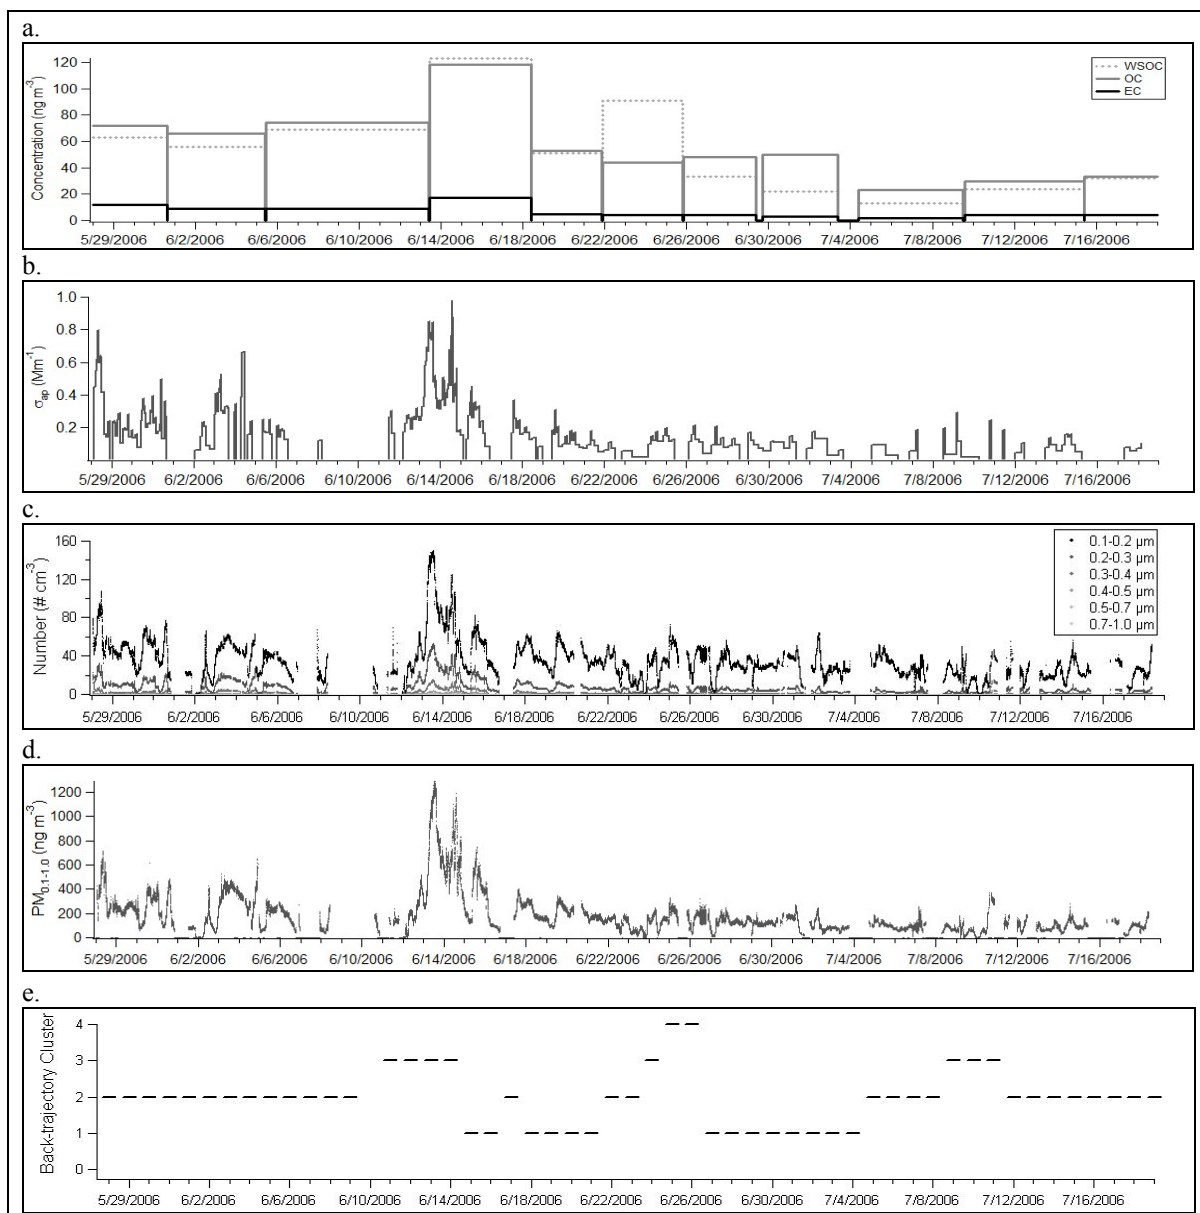 a.
Concentration (ng m-3)
120
100
80
60
40
20
0
WSOC
OC
EC
5/29/2006 6/2/2006 6/6/2006 6/10/2006 6/14/2006 6/18/2006 6/22/2006 6/26/2006 6/30/2006 7/4/2006 7/8/2006 7/12/2006 7/16/2006
b.
σap (Mm-1)
1.0
0.8
0.6
0.4
0.2
5/29/2006 6/2/2006 6/6/2006 6/10/2006 6/14/2006 6/18/2006 6/22/2006 6/26/2006 6/30/2006 7/4/2006 7/8/2006 7/12/2006 7/16/2006
c.
Number (# cm-3)
160
120
80
40
0
0.1-0.2 µm
0.2-0.3 µm
0.3-0.4 µm
0.4-0.5 µm
0.5-0.7 µm
0.7-1.0 µm
5/29/2006 6/2/2006 6/6/2006 6/10/2006 6/14/2006 6/18/2006 6/22/2006 6/26/2006 6/30/2006 7/4/2006 7/8/2006 7/12/2006 7/16/2006
d.
PM0.1-1.0 (ng m-3)
1200
1000
800
600
400
200
0
5/29/2006 6/2/2006 6/6/2006 6/10/2006 6/14/2006 6/18/2006 6/22/2006 6/26/2006 6/30/2006 7/4/2006 7/8/2006 7/12/2006 7/16/2006
e.
Back-trajectory Cluster
4
3
2
1
0
5/29/2006 6/2/2006 6/6/2006 6/10/2006 6/14/2006 6/18/2006 6/22/2006 6/26/2006 6/30/2006 7/4/2006 7/8/2006 7/12/2006 7/16/2006